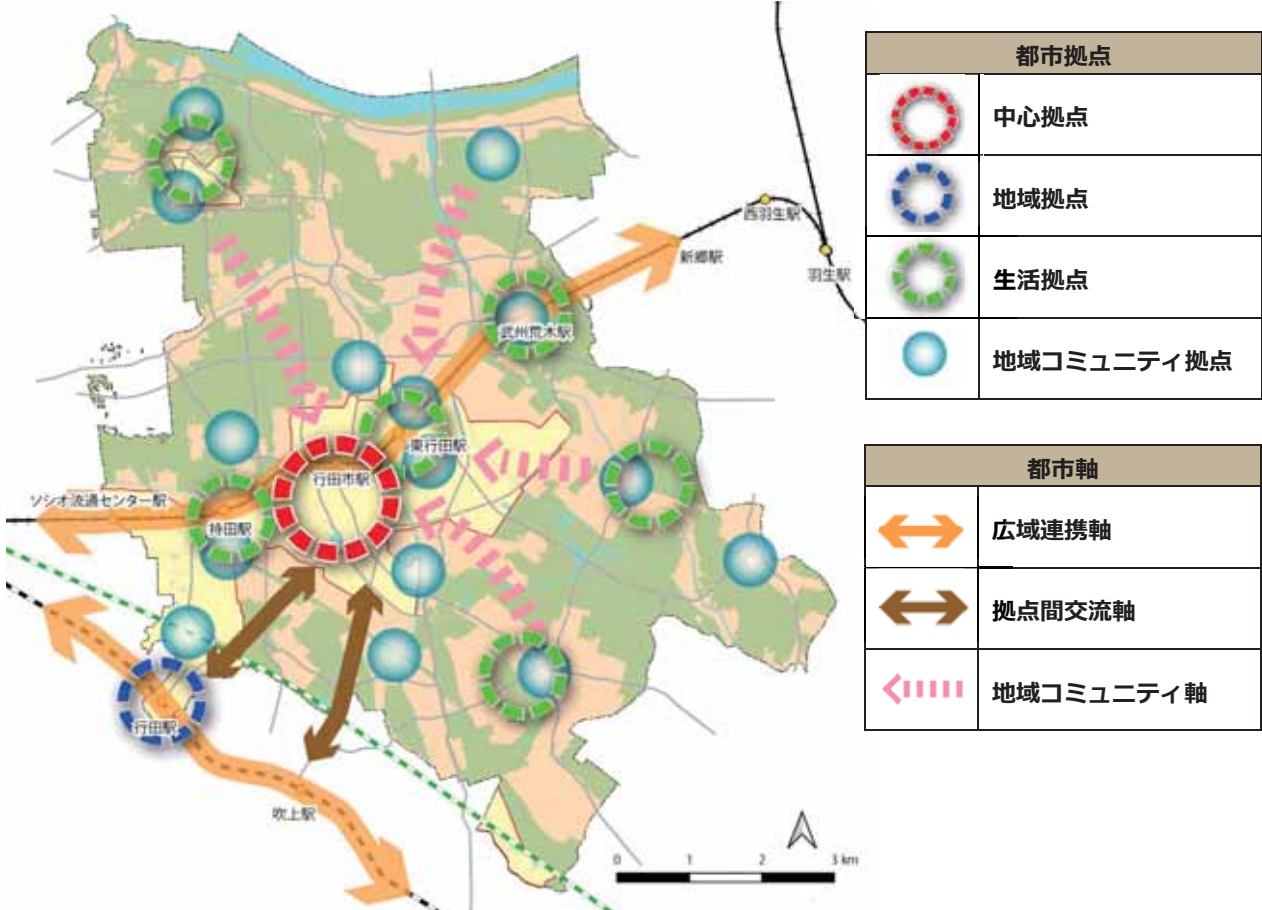 都市拠点
中心拠点
地域拠点
生活拠点
地域コミュニティ拠点
都市軸
広域連携軸
拠点間交流軸
地域コミュニティ軸
西羽生駅
新郷駅
羽生駅
武州荒木駅
東行田駅
行田市駅
ソシオ流通センター駅
持田駅
行田駅
吹上駅
0 1 2 3 km